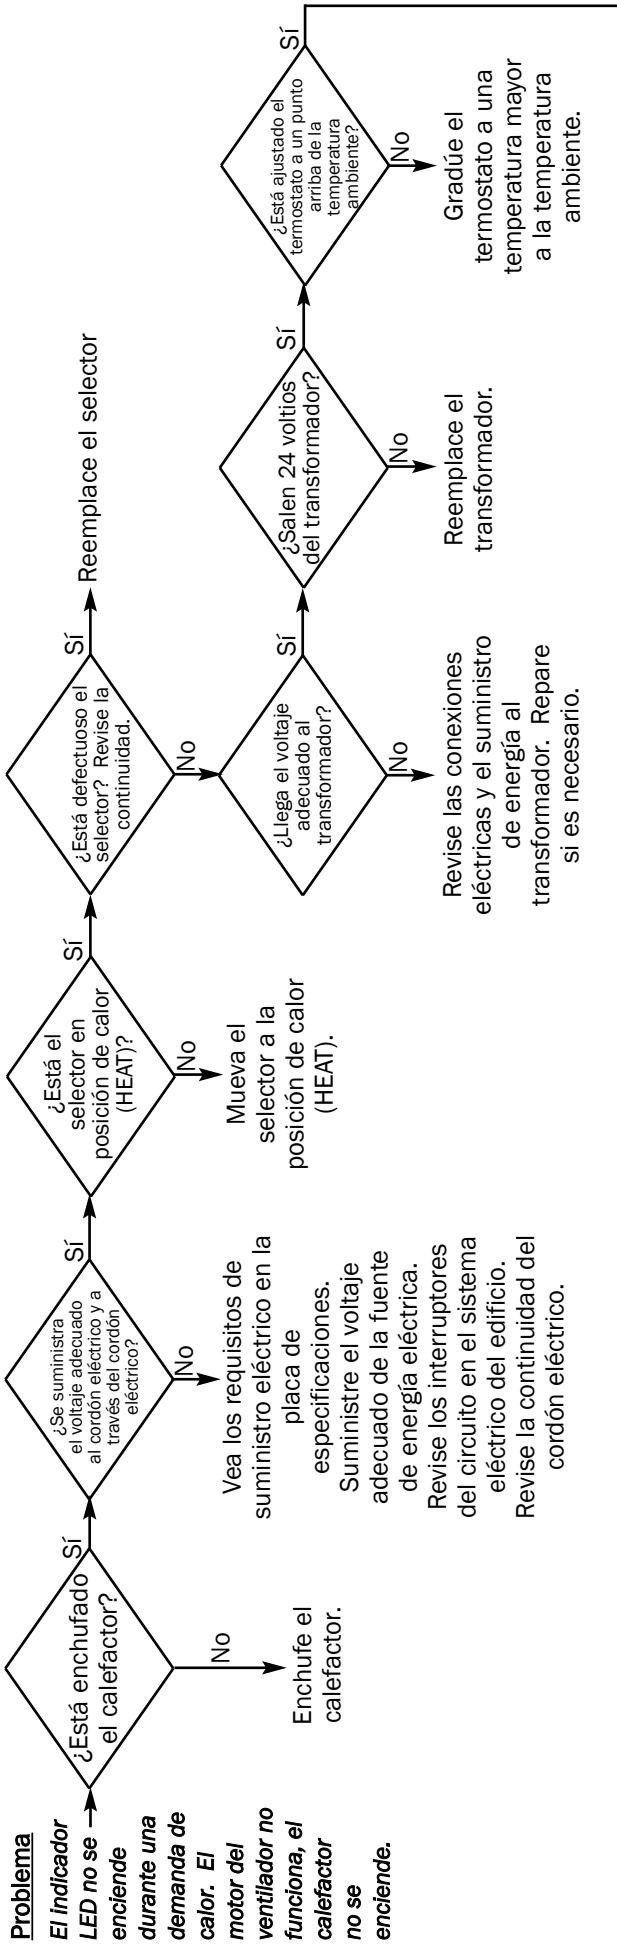 Problema
El indicador
LED no se
enciende
durante una
demanda de
calor. El
motor del
ventilador no
funciona, el
calefactor
no se
enciende.
¿Está enchufado
el calefactor?
Sí
No
Enchufe el
calefactor.
¿Se suministra
el voltaje adecuado
al cordón eléctrico y a
través del cordón
eléctrico?
Sí
No
Vea los requisitos de
suministro eléctrico en la
placa de
especificaciones.
Suministre el voltaje
adecuado de la fuente
de energía eléctrica.
Revise los interruptores
del circuito en el sistema
eléctrico del edificio.
Revise la continuidad del
cordón eléctrico.
¿Está el
selector en
posición de calor
(HEAT)?
Sí
No
Mueva el
selector a la
posición de calor
(HEAT).
¿Está defectuoso el
selector? Revise la
continuidad.
Sí
Reemplace el selector
No
¿Llega el voltaje
adecuado al
transformador?
Sí
No
Revise las conexiones
eléctricas y el suministro
de energía al
transformador. Repare
si es necesario.
¿Salen 24 voltios
del transformador?
Sí
No
Reemplace el
transformador.
¿Está ajustado el
termostato a un punto
arriba de la
temperatura
ambiente?
Sí
No
Gradúe el
termostato a una
temperatura mayor
a la temperatura
ambiente.